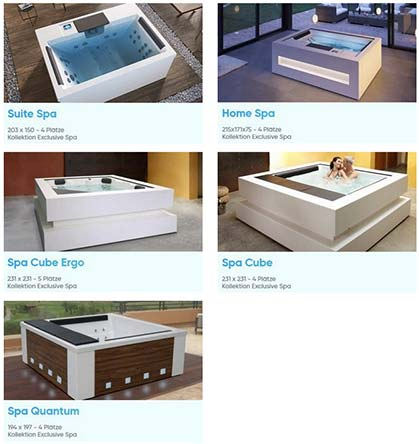 Suite Spa
203 x 150 - 4 Plätze
Kollektion Exclusive Spa
Home Spa
215x171x75 - 4 Plätze
Kollektion Exclusive Spa
Spa Cube Ergo
231 x 231 - 5 Plätze
Kollektion Exclusive Spa
Spa Cube
231 x 231 - 4 Plätze
Kollektion Exclusive Spa
Spa Quantum
194 x 197 - 4 Plätze
Kollektion Exclusive Spa